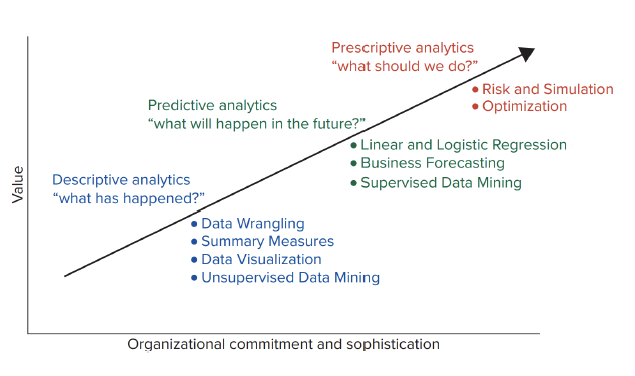 Prescriptive analytics
“what should we do?”
• Risk and Simulation
• Optimization
Predictive analytics
“what will happen in the future?”
• Linear and Logistic Regression
• Business Forecasting
• Supervised Data Mining
Descriptive analytics
“what has happened?”
• Data Wrangling
• Summary Measures
• Data Visualization
• Unsupervised Data Mining
Value
Organizational commitment and sophistication